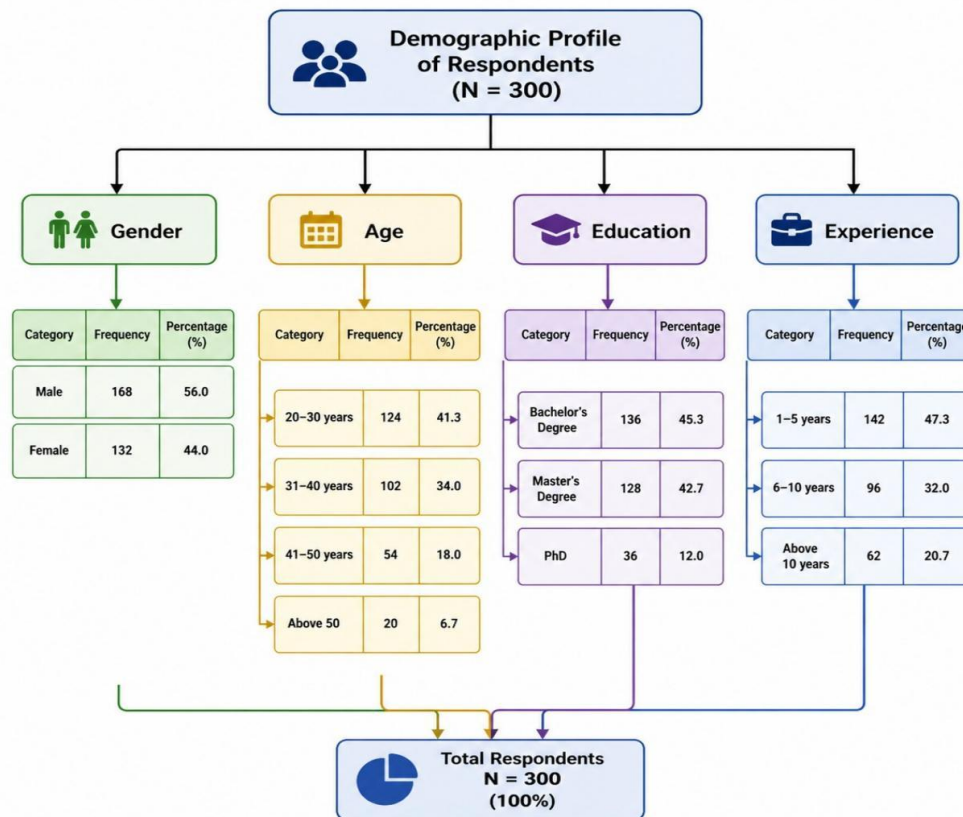 Demographic Profile
of Respondents
(N = 300)
Gender
Category Frequency Percentage
(%)
Male 168 56.0
Female 132 44.0
Age
Category Frequency Percentage
(%)
20–30 years 124 41.3
31–40 years 102 34.0
41–50 years 54 18.0
Above 50 20 6.7
Education
Category Frequency Percentage
(%)
Bachelor's
Degree 136 45.3
Master's
Degree 128 42.7
PhD 36 12.0
Experience
Category Frequency Percentage
(%)
1–5 years 142 47.3
6–10 years 96 32.0
Above
10 years 62 20.7
Total Respondents
N = 300
(100%)